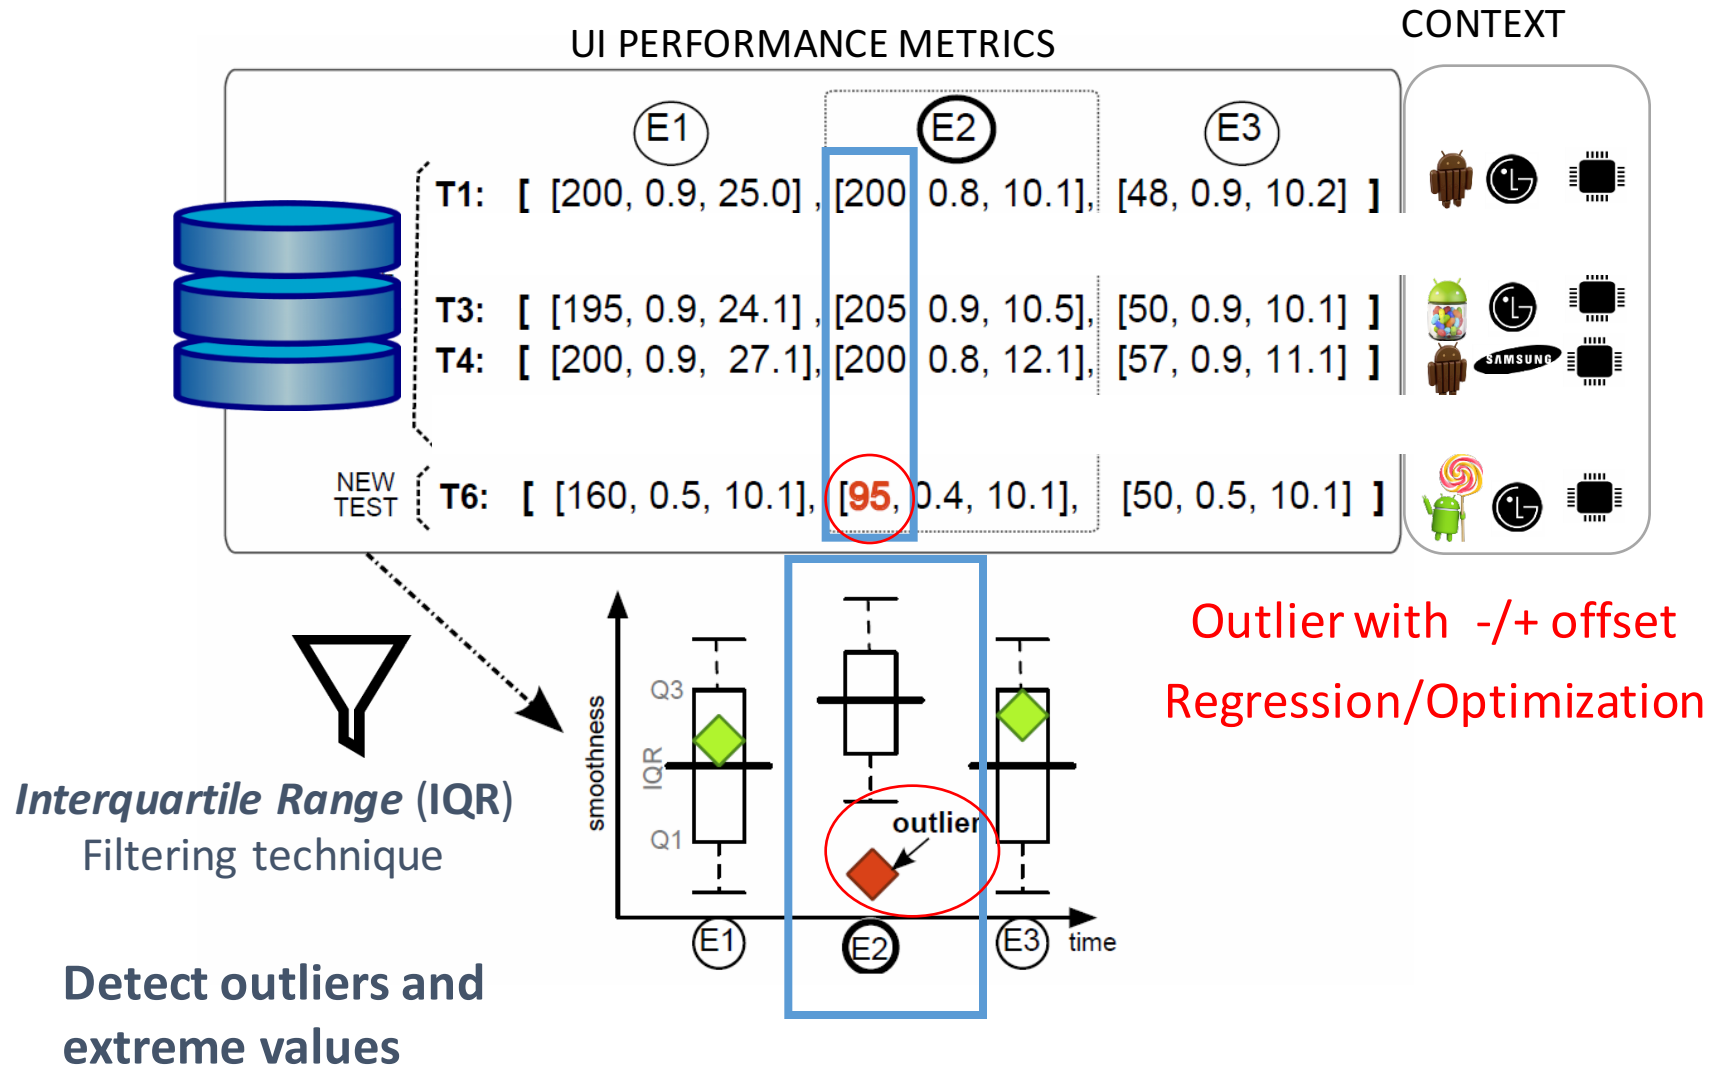 UI PERFORMANCE METRICS
CONTEXT
E1 E2 E3
T1: [ [200, 0.9, 25.0] , [200 0.8, 10.1], [48, 0.9, 10.2] ]
LG
T3: [ [195, 0.9, 24.1] , [205 0.9, 10.5], [50, 0.9, 10.1] ]
LG
T4: [ [200, 0.9, 27.1], [200 0.8, 12.1], [57, 0.9, 11.1] ]
SAMSUNG
NEW
TEST
T6: [ [160, 0.5, 10.1], [95, 0.4, 10.1], [50, 0.5, 10.1] ]
LG
Outlier with -/+ offset
Regression/Optimization
Interquartile Range (IQR)
Filtering technique
Detect outliers and
extreme values
smoothness
Q3
IQR
Q1
outlier
E1 E2 E3
time